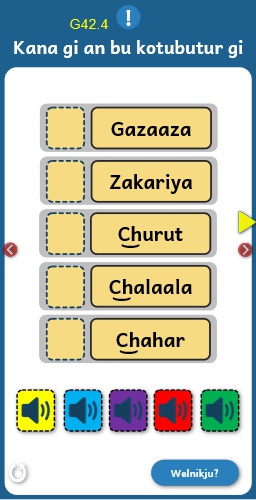 G42.4
!
Kana gi an bu kotubutur gi
Gazaaza
Zakariya
Churut
Chalaala
Chahar
Welnikju?